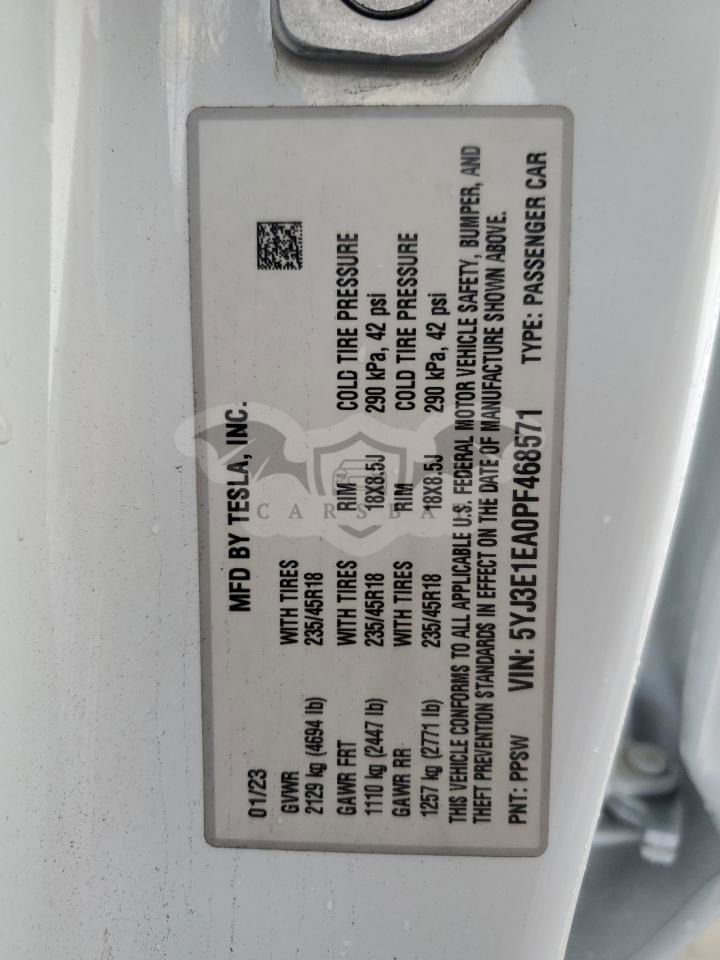 MFD BY TESLA, INC.
01/23
GVWR WITH TIRES
2129 kg (4694 lb) 235/45R18
GAWR FRT WITH TIRES RIM COLD TIRE PRESSURE
1110 kg (2447 lb) 235/45R18 18X8.5J 290 kPa, 42 psi
GAWR RR WITH TIRES RIM COLD TIRE PRESSURE
1257 kg (2771 lb) 235/45R18 18X8.5J 290 kPa, 42 psi
THIS VEHICLE CONFORMS TO ALL APPLICABLE U.S. FEDERAL MOTOR VEHICLE SAFETY, BUMPER, AND
THEFT PREVENTION STANDARDS IN EFFECT ON THE DATE OF MANUFACTURE SHOWN ABOVE.
PNT: PPSW VIN: 5YJ3E1EA0PF468571 TYPE: PASSENGER CAR